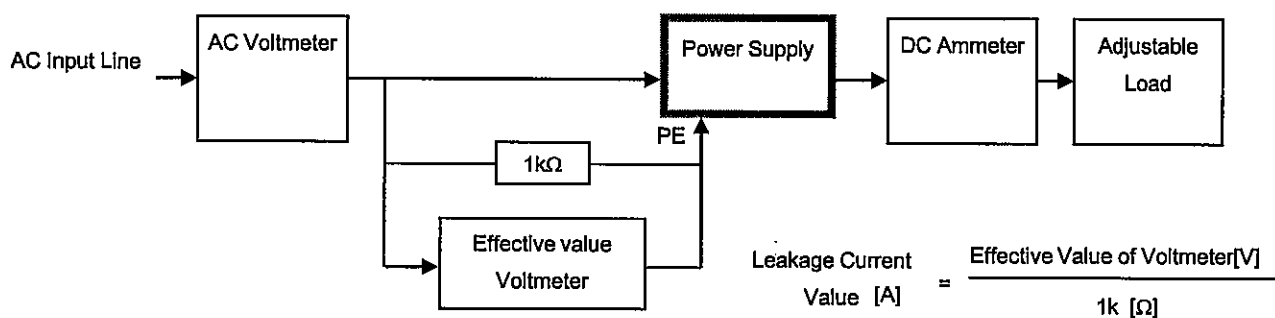 AC Input Line
AC Voltmeter
Power Supply
DC Ammeter
Adjustable
Load
PE
1kΩ
Effective value
Voltmeter
Leakage Current
Value [A]
=
Effective Value of Voltmeter[V]
1k [Ω]